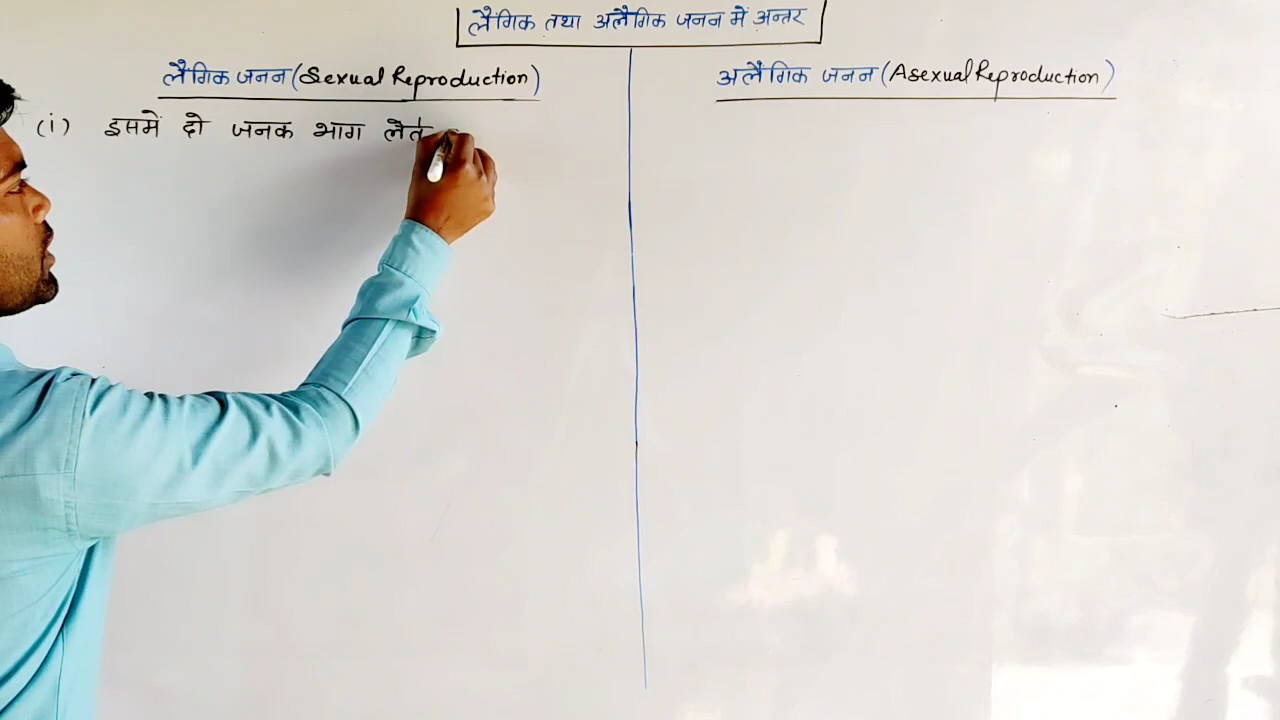 लैंगिक तथा अलैंगिक जनन में अन्तर
लैंगिक जनन (Sexual Reproduction)
अलैंगिक जनन (Asexual Reproduction)
(i) इसमें दो जनक भाग लेते